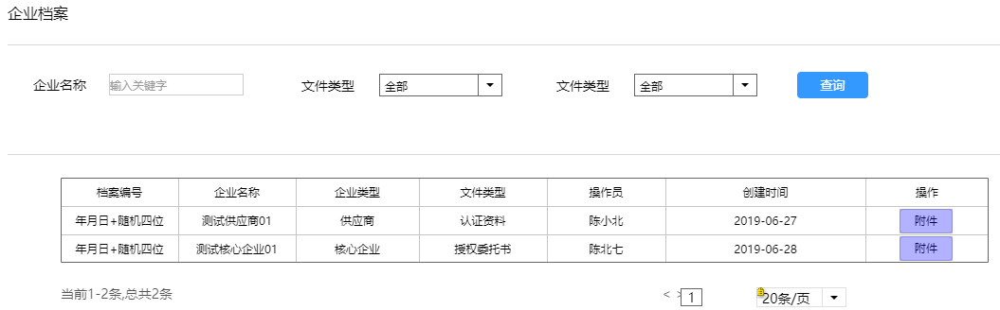 企业档案
企业名称 输入关键字 文件类型 全部 文件类型 全部 查询
档案编号 企业名称 企业类型 文件类型 操作员 创建时间 操作
年月日+随机四位 测试供应商01 供应商 认证资料 陈小北 2019-06-27 附件
年月日+随机四位 测试核心企业01 核心企业 授权委托书 陈北七 2019-06-28 附件
当前1-2条,总共2条 < > 1 20条/页